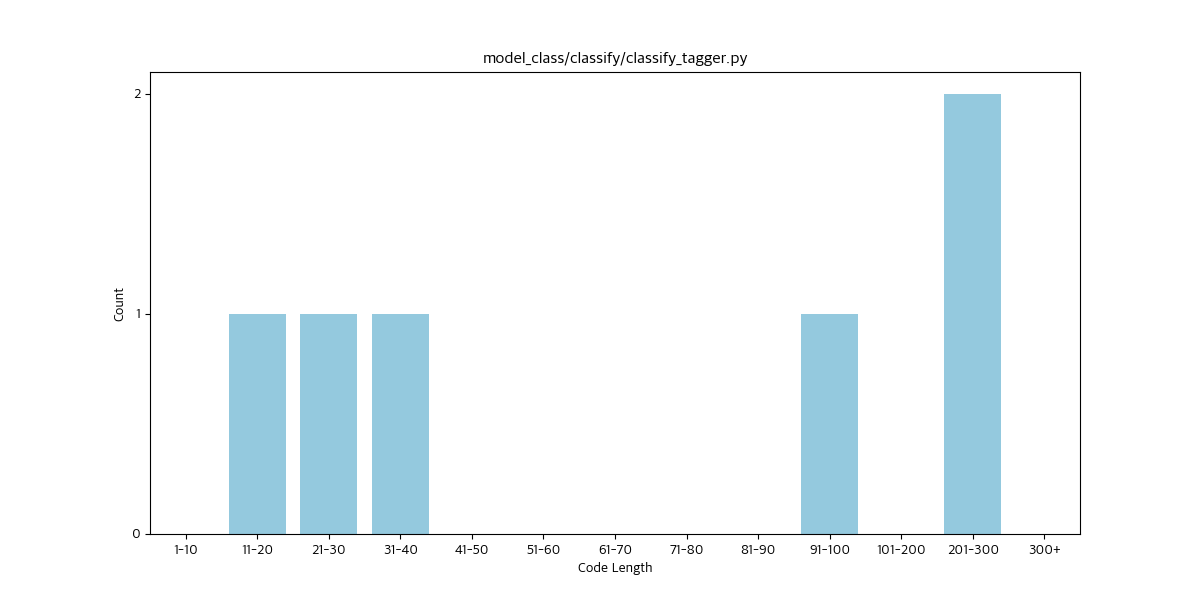 model_class/classify/classify_tagger.py
2
1
0
Count
1-10 11-20 21-30 31-40 41-50 51-60 61-70 71-80 81-90 91-100 101-200 201-300 300+
Code Length